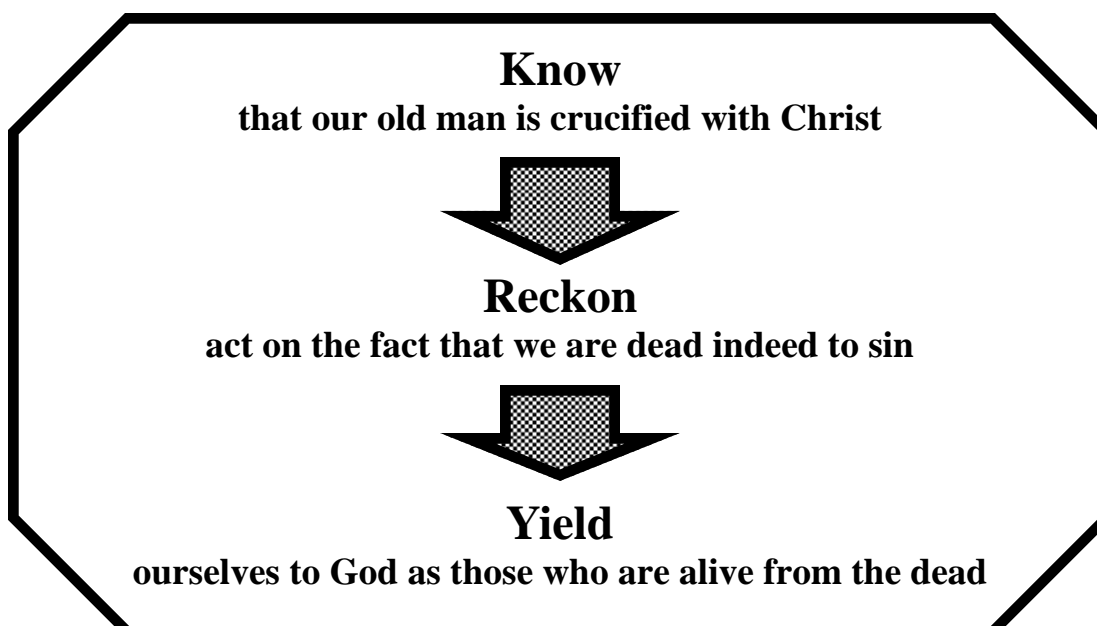 Know
that our old man is crucified with Christ
Reckon
act on the fact that we are dead indeed to sin
Yield
ourselves to God as those who are alive from the dead